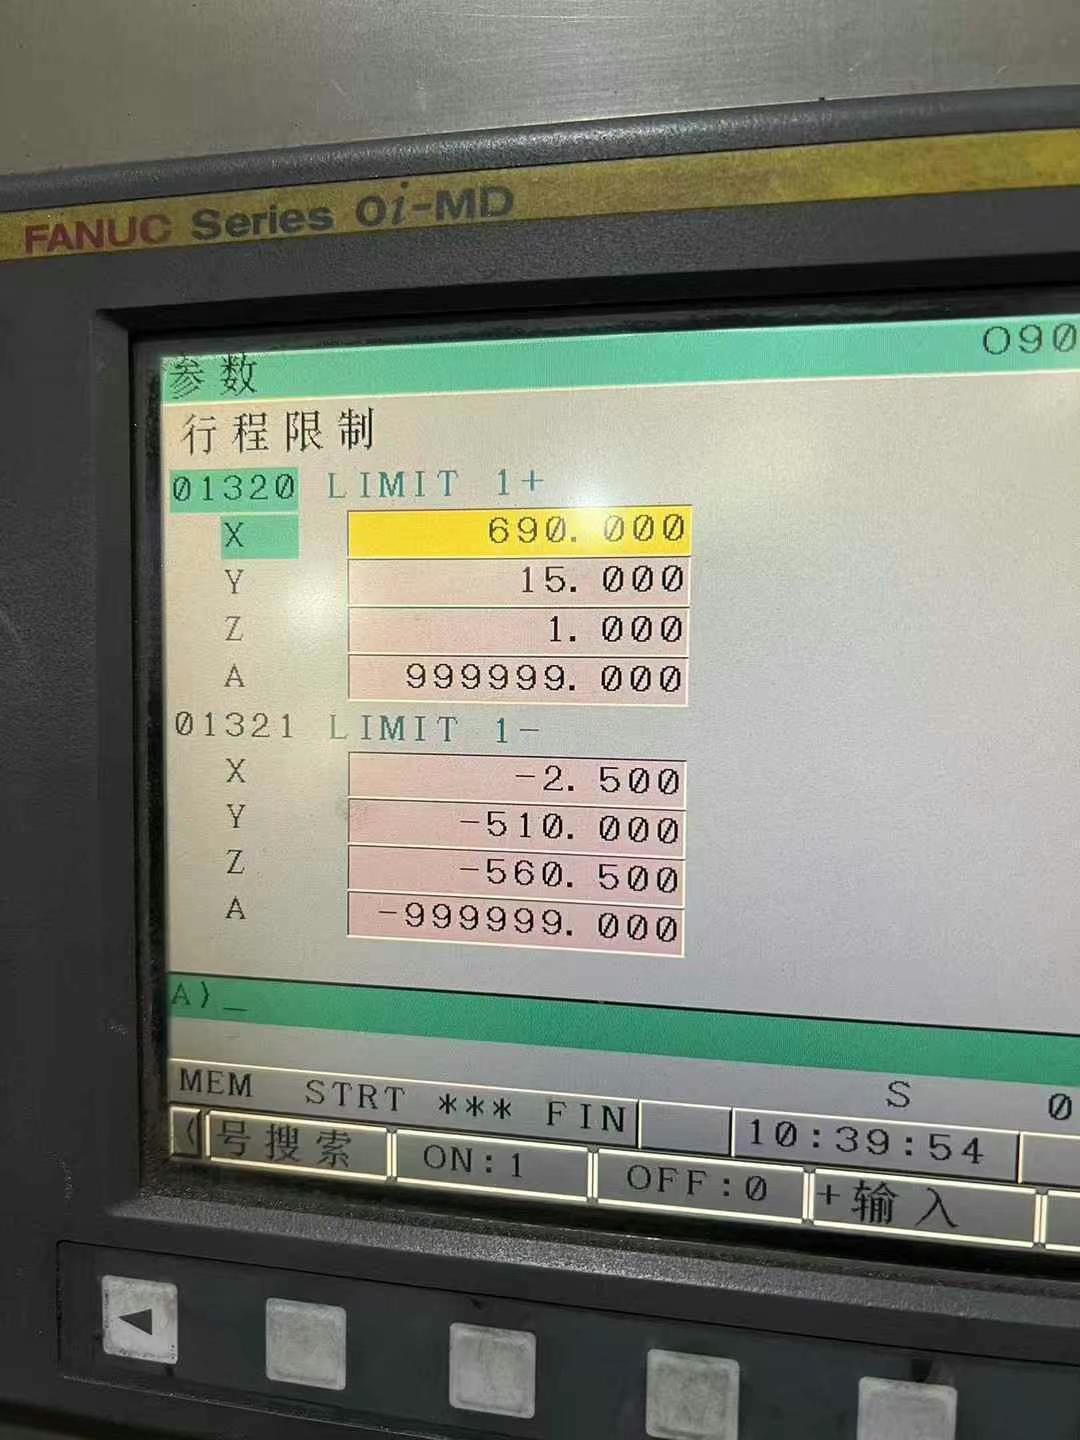 FANUC Series 0i-MD
O90
参数
行程限制
01320 LIMIT 1+
X 690.000
Y 15.000
Z 1.000
A 999999.000
01321 LIMIT 1-
X -2.500
Y -510.000
Z -560.500
A -999999.000
A)_
S 0
MEM STRT *** FIN
10:39:54
(号搜索 ON:1 OFF:0 +输入